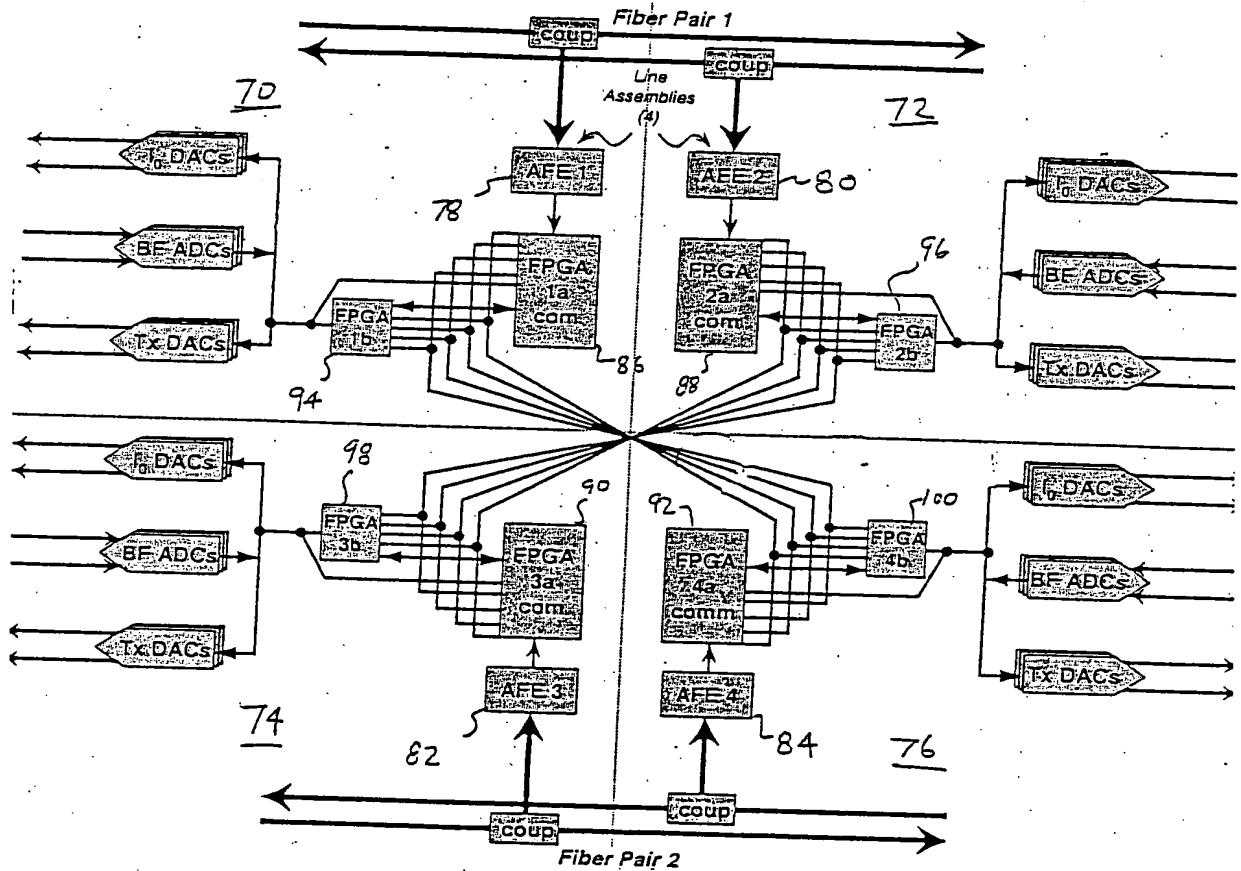 Fiber Pair 1
coup
coup
70
Line
Assemblies
(4)
72
I0 DACs
AFE 1
AFE 2
80
I0 DACs
78
BF ADCs
FPGA
1a
com
FPGA
2a
com
96
BF ADCs
FPGA
1b
FPGA
2b
Tx DACs
86
88
Tx DACs
94
I0 DACs
98
90
92
100
I0 DACs
FPGA
3b
FPGA
3a
com
FPGA
4a
comm
FPGA
4b
BF ADCs
BF ADCs
Tx DACs
AFE 3
AFE 4
Tx DACs
74
82
84
76
coup
coup
Fiber Pair 2